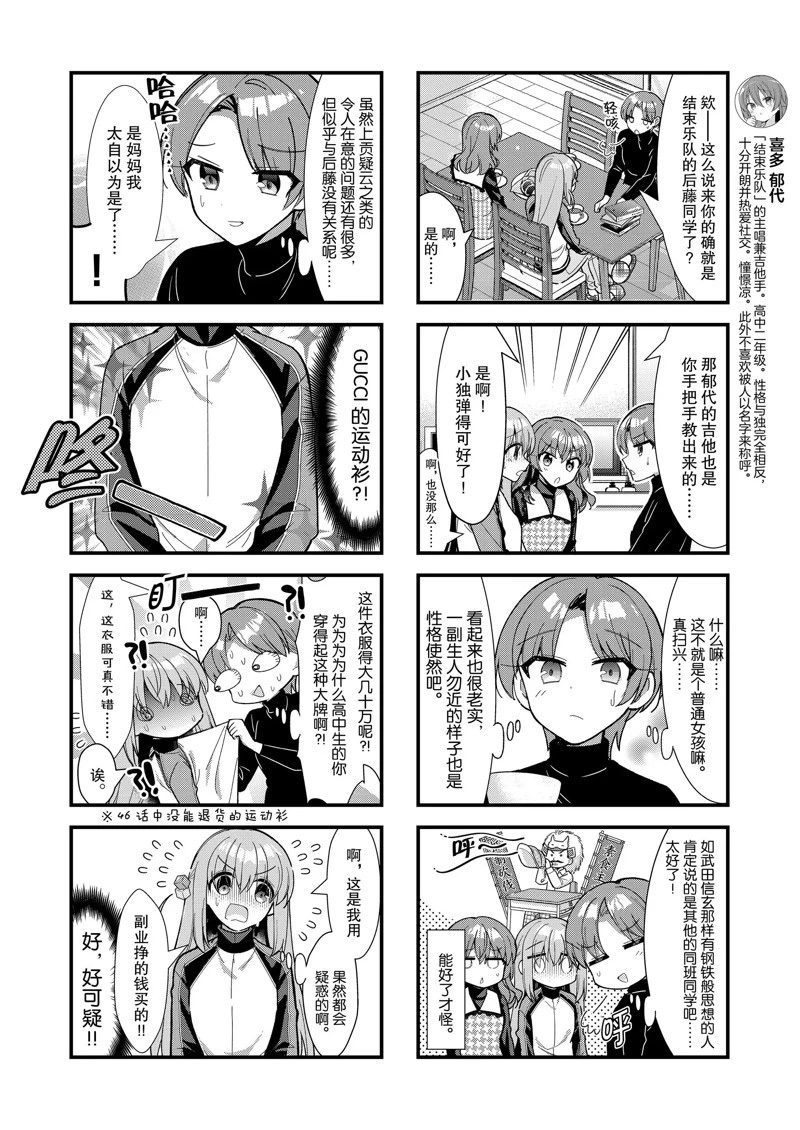 喜多 郁代
「结束乐队」的主唱兼吉他手。高中二年级。性格与独完全相反，
十分开朗并热爱社交。憧憬凉。此外不喜欢被人以名字来称呼。
轻咳
欸——这么说来你的确就是
结束乐队的后藤同学了？
啊，
是的……
那郁代的吉他也是
你手把手教出来的……
是啊！
小独弹得可好了！
啊，也没那么……
什么嘛……
这不就是个普通女孩嘛。
真扫兴……
看起来也很老实，
一副生人勿近的样子也是
性格使然吧。
如武田信玄那样有钢铁般思想的人
肯定说的是其他的同班同学吧……
太好了！
呼
能好了才怪。
呼
虽然上贡疑云之类的
令人在意的问题还有很多，
但似乎与后藤没有关系呢……
哈哈
是妈妈我
太自以为是了……
！
GUCCI的运动衫?!
咚——
这件衣服得大几十万呢?!
为为为为什么高中生的你
穿得起这种大牌啊?!
盯——
?!
啊……
这，这衣服可真不错……
?!
?!
诶。
※46话中没能退货的运动衫
啊，这是我用
副业挣的钱买的!!
果然都会
疑惑的啊。
好，好可疑!!